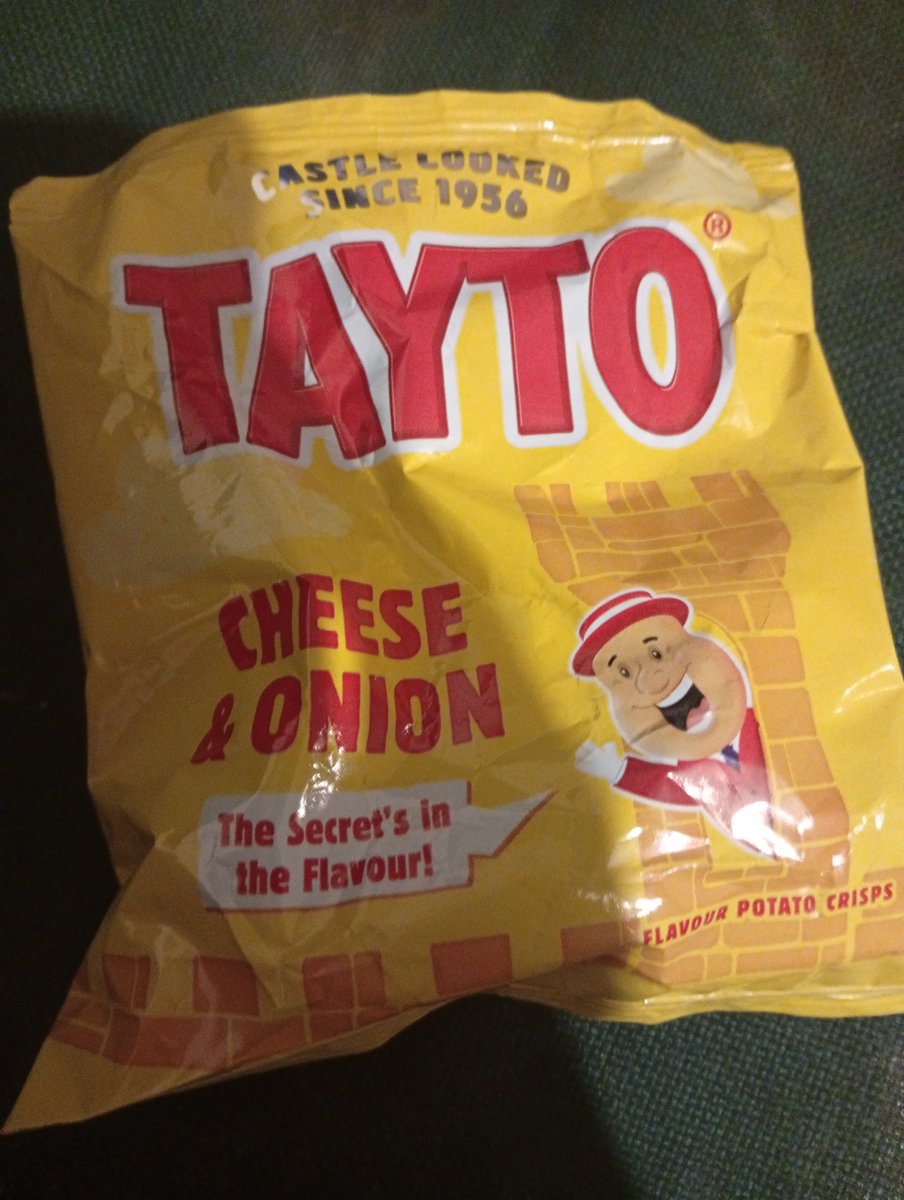 CASTLE COOKED
SINCE 1956
TAYTO®
CHEESE
& ONION
The Secret's in
the Flavour!
FLAVOUR POTATO CRISPS